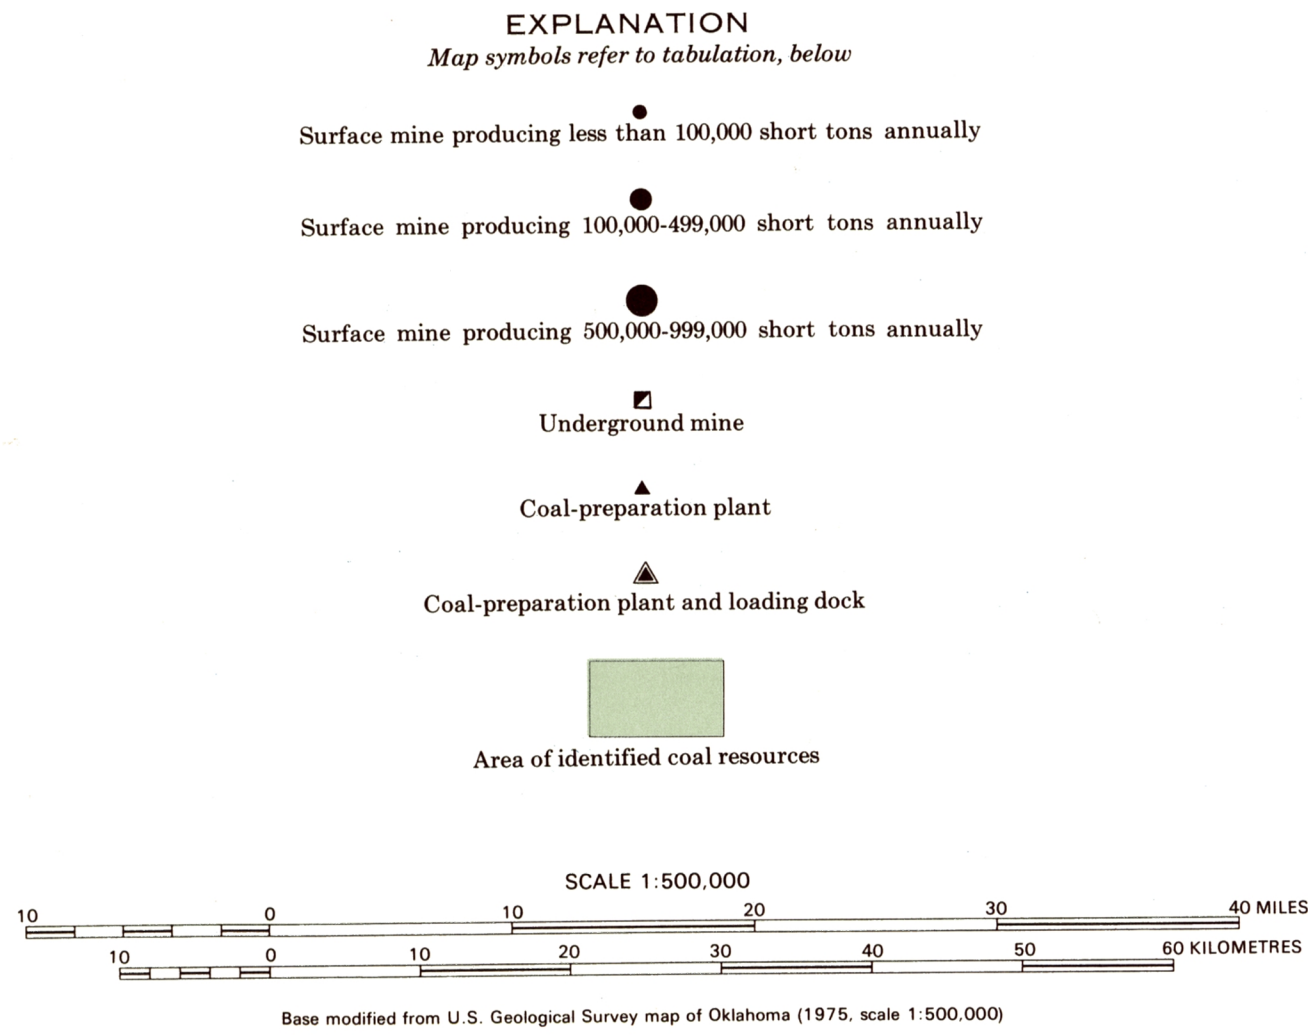 EXPLANATION
Map symbols refer to tabulation, below
Surface mine producing less than 100,000 short tons annually
Surface mine producing 100,000-499,000 short tons annually
Surface mine producing 500,000-999,000 short tons annually
Underground mine
Coal-preparation plant
Coal-preparation plant and loading dock
Area of identified coal resources
SCALE 1:500,000
10 0 10 20 30 40 MILES
10 0 10 20 30 40 50 60 KILOMETRES
Base modified from U.S. Geological Survey map of Oklahoma (1975, scale 1:500,000)